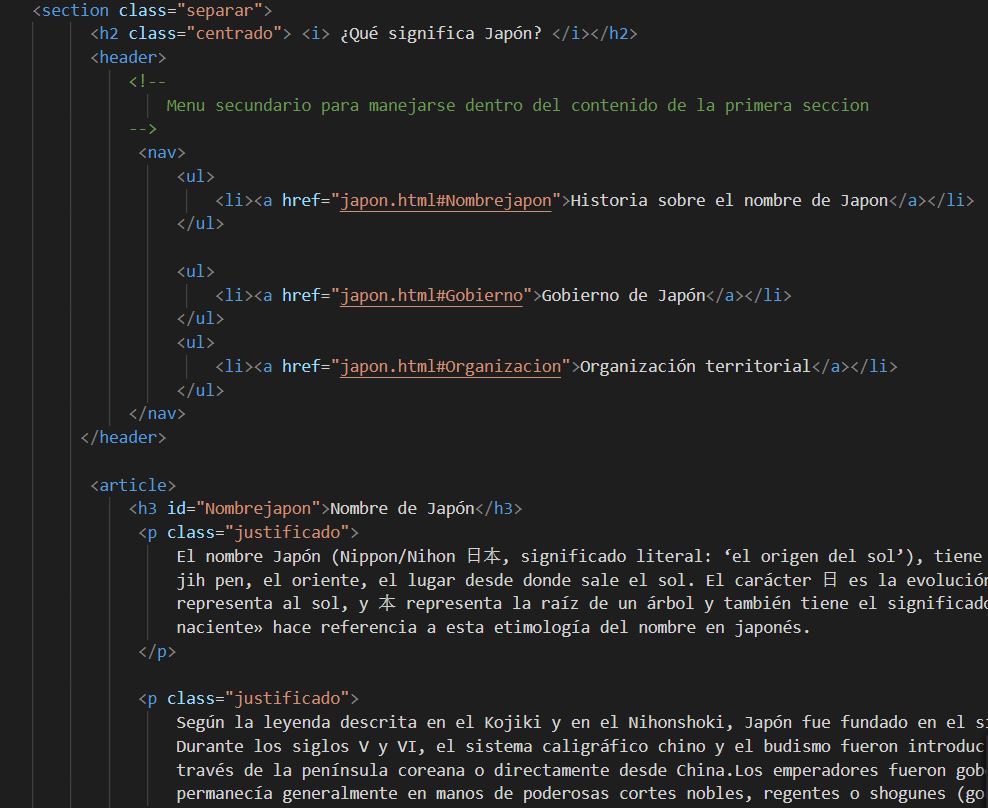 <section class="separar">
<h2 class="centrado"> <i> ¿Qué significa Japón? </i></h2>
<header>
<!--
Menu secundario para manejarse dentro del contenido de la primera seccion
-->
<nav>
<ul>
<li><a href="japon.html#Nombrejapon">Historia sobre el nombre de Japon</a></li>
</ul>
<ul>
<li><a href="japon.html#Gobierno">Gobierno de Japón</a></li>
</ul>
<ul>
<li><a href="japon.html#Organizacion">Organización territorial</a></li>
</ul>
</nav>
</header>
<article>
<h3 id="Nombrejapon">Nombre de Japón</h3>
<p class="justificado">
El nombre Japón (Nippon/Nihon 日本, significado literal: ‘el origen del sol’), tiene
jih pen, el oriente, el lugar desde donde sale el sol. El carácter 日 es la evolución
representa al sol, y 本 representa la raíz de un árbol y también tiene el significado
naciente» hace referencia a esta etimología del nombre en japonés.
</p>
<p class="justificado">
Según la leyenda descrita en el Kojiki y en el Nihonshoki, Japón fue fundado en el si
Durante los siglos V y VI, el sistema caligráfico chino y el budismo fueron introduc
través de la península coreana o directamente desde China.Los emperadores fueron gob
permanecía generalmente en manos de poderosas cortes nobles, regentes o shogunes (go